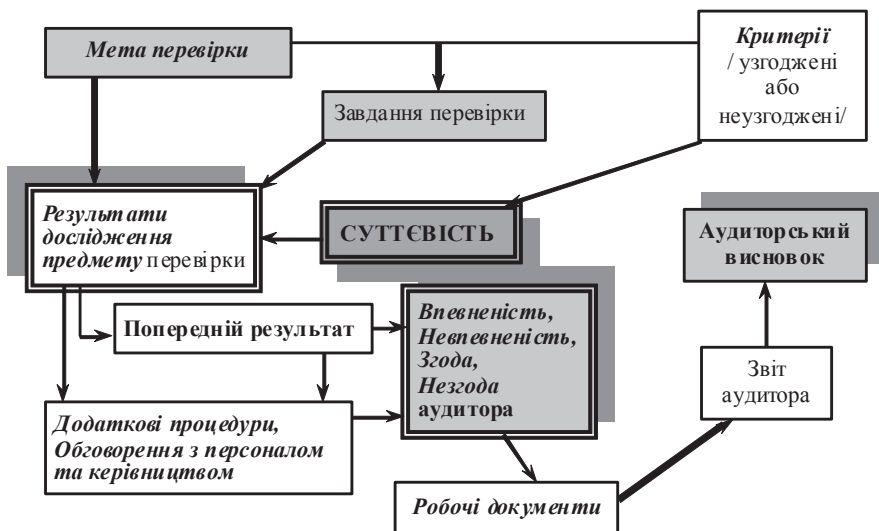 Мета перевірки
Критерії
/ узгоджені
або
неузгоджені/
Завдання перевірки
Результати
дослідження
предмету перевірки
СУТТЄВІСТЬ
Аудиторський
висновок
Попередній результат
Впевненість,
Невпевненість,
Згода,
Незгода
аудитора
Звіт
аудитора
Додаткові процедури,
Обговорення з персоналом
та керівництвом
Робочі документи